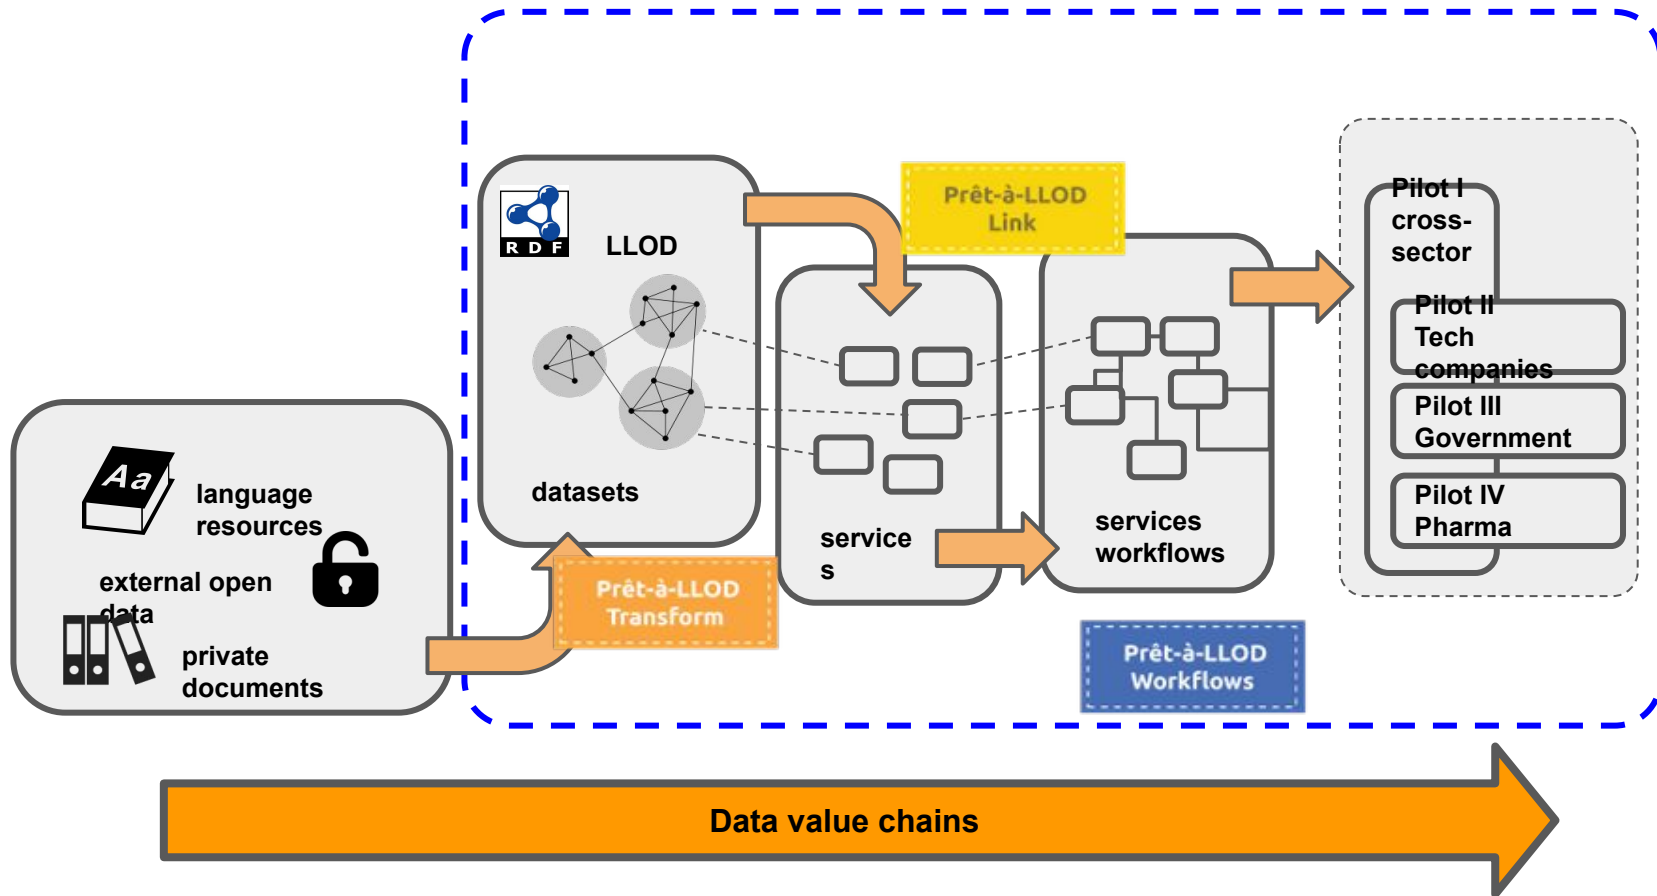 RDF
LLOD
datasets
Prêt-à-LLOD
Link
Pilot I
cross-
sector
Pilot II
Tech
companies
Pilot III
Government
Pilot IV
Pharma
Aa
language
resources
external open
data
private
documents
Prêt-à-LLOD
Transform
service
s
services
workflows
Prêt-à-LLOD
Workflows
Data value chains